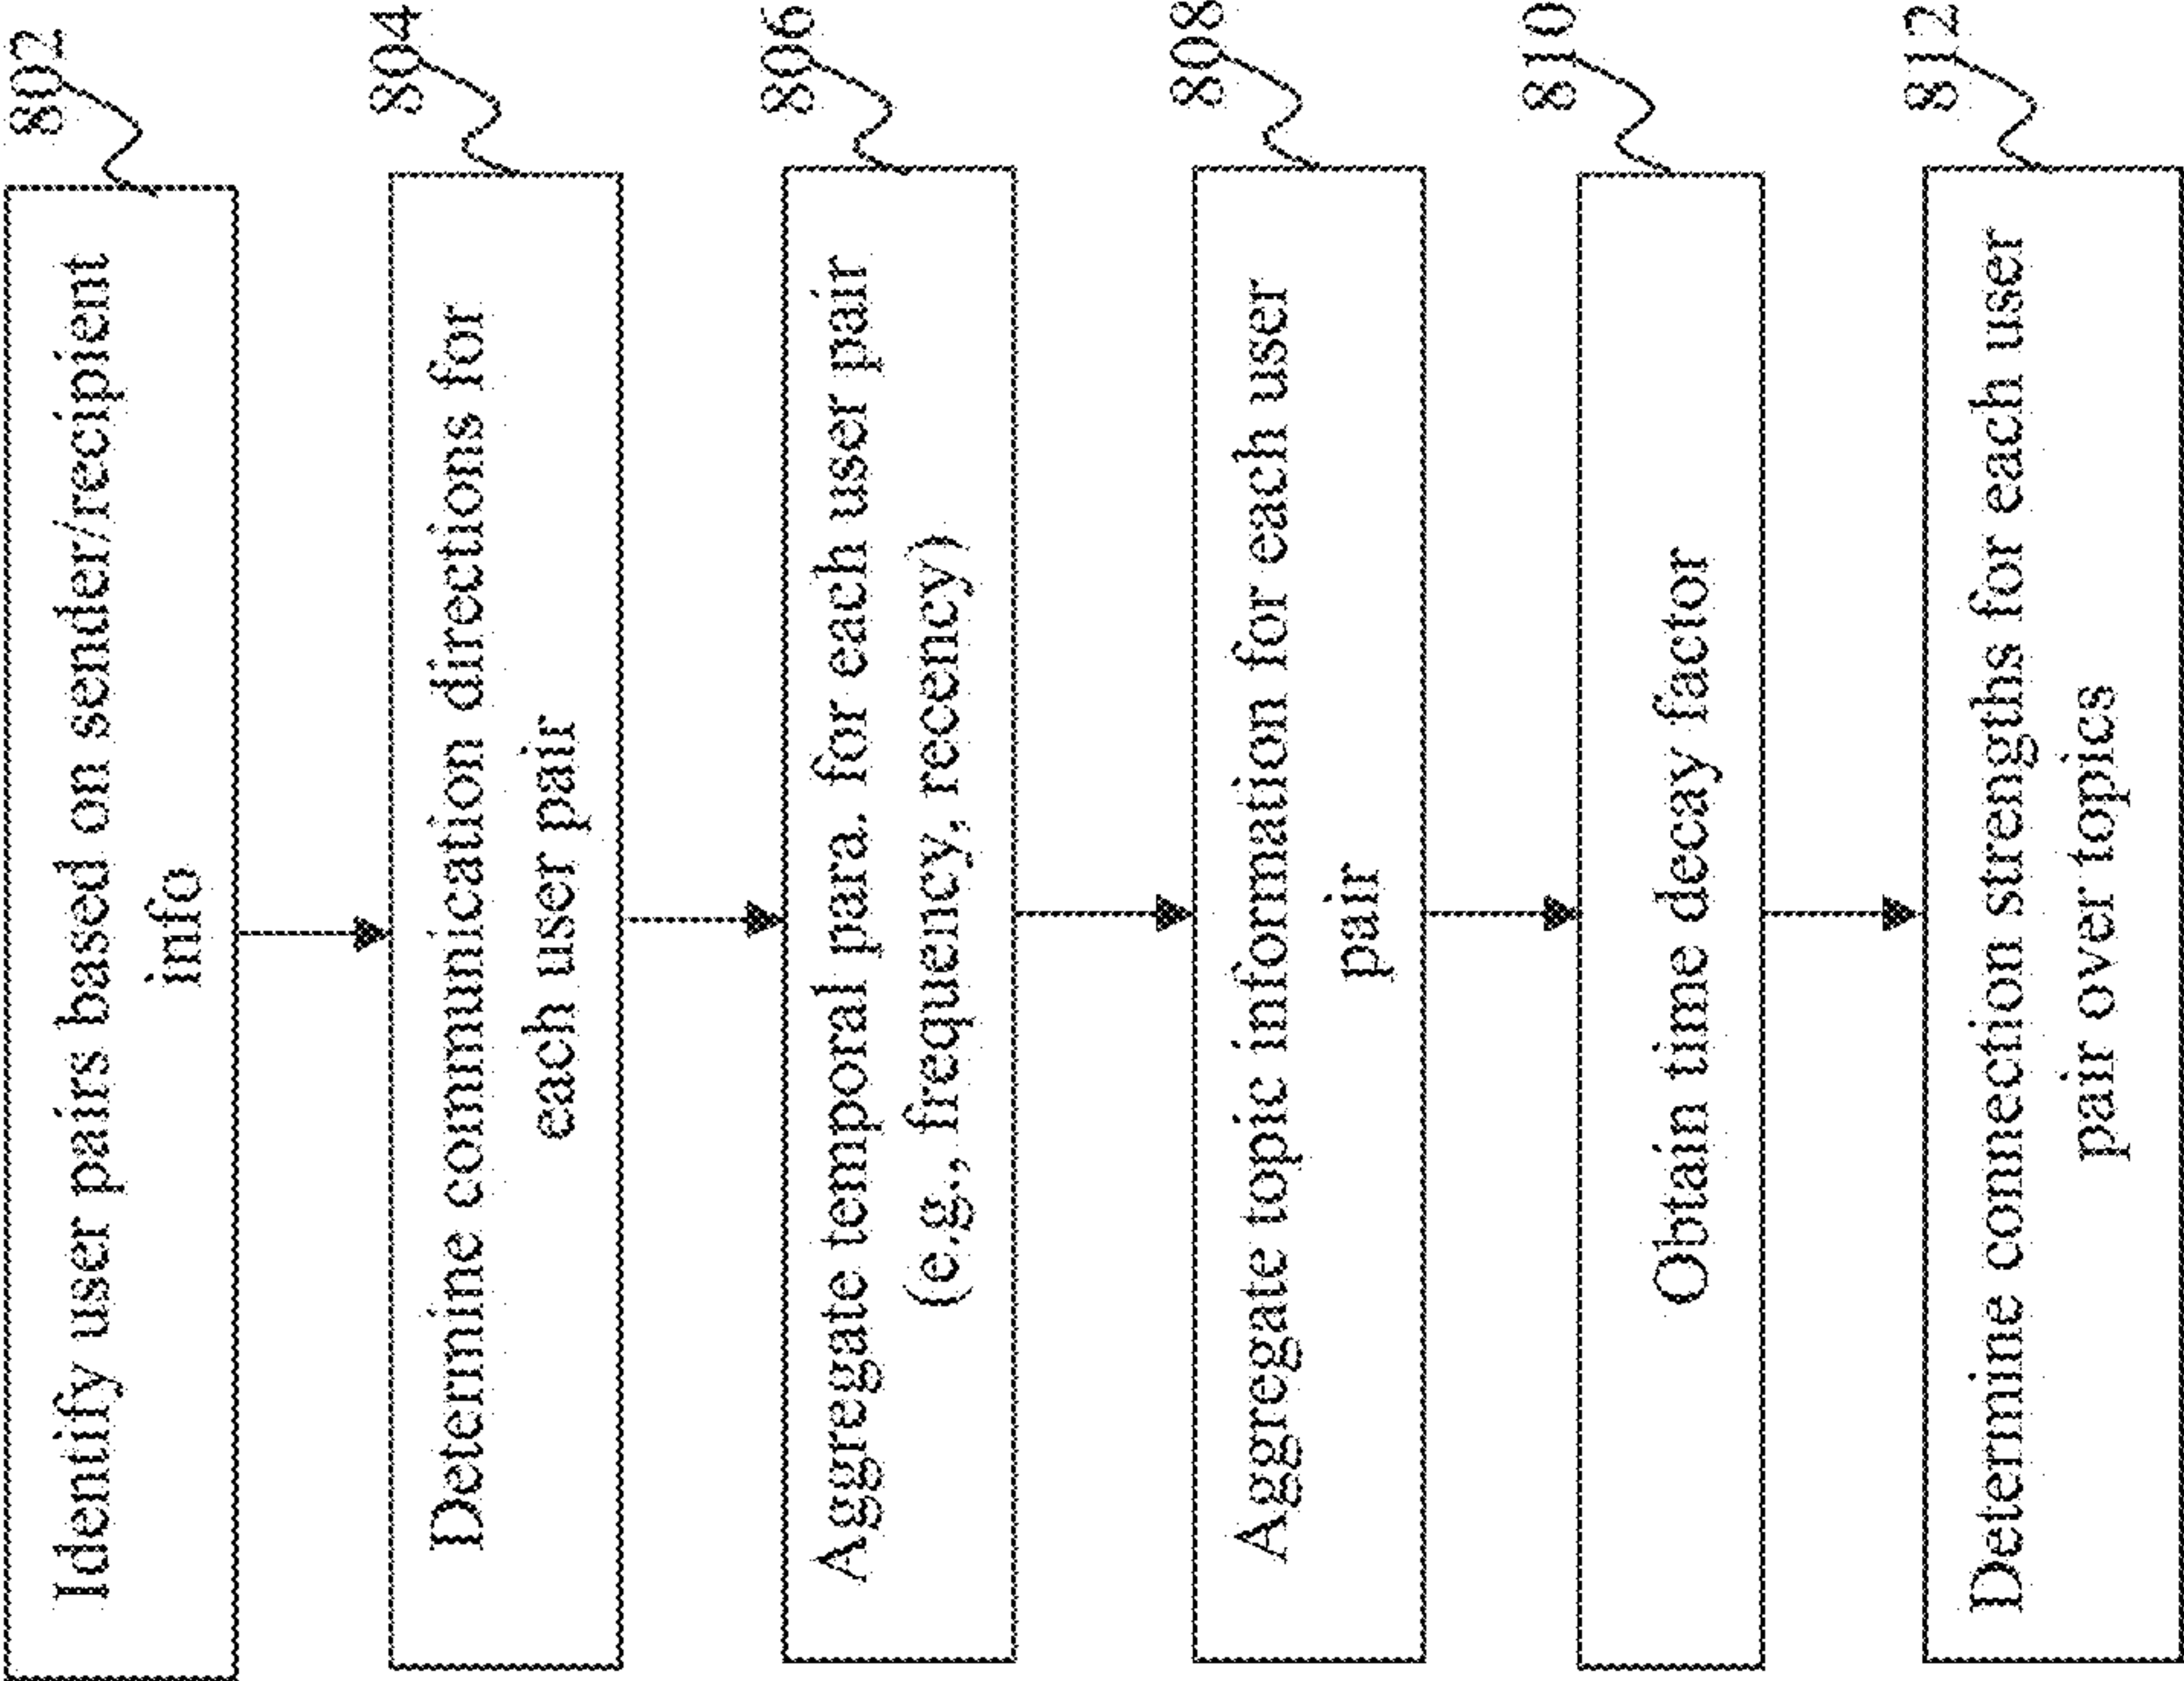 802
Identify user pairs based on sender/recipient
info
804
Determine communication directions for
each user pair
806
Aggregate temporal para. for each user pair
(e.g., frequency, recency)
808
Aggregate topic information for each user
pair
810
Obtain time decay factor
812
Determine connection strengths for each user
pair over topics